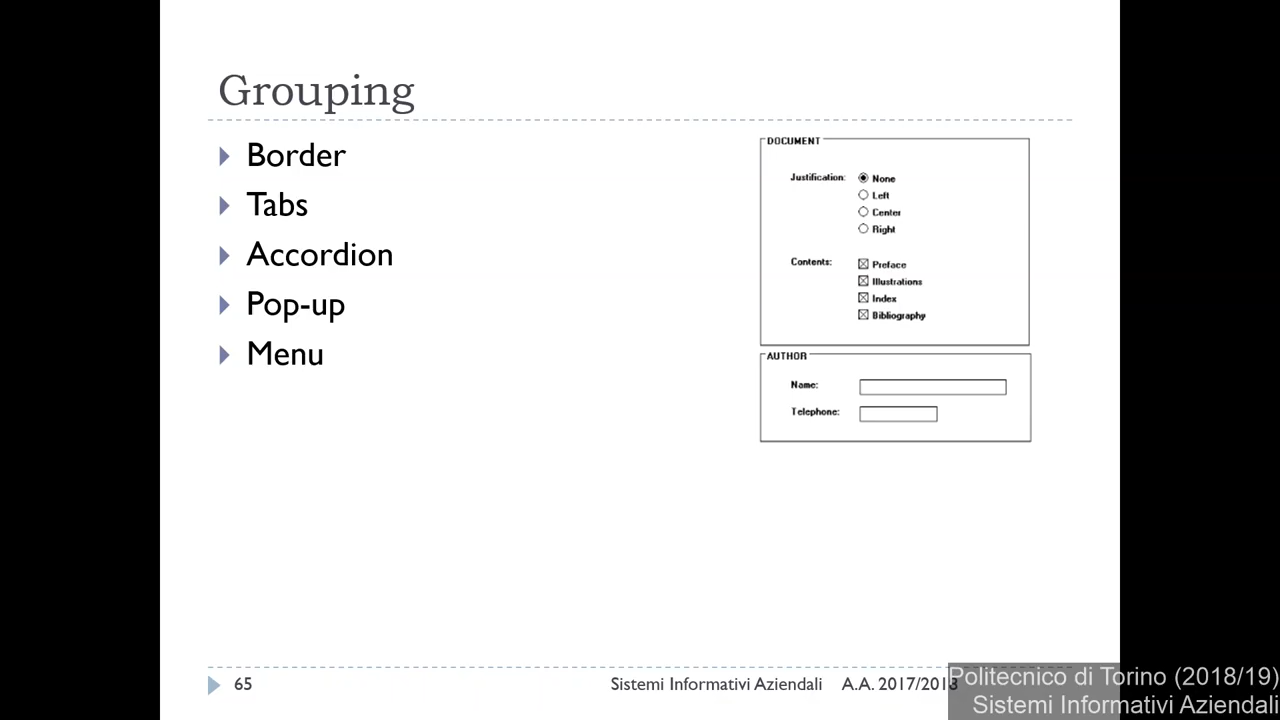 Grouping
Border
Tabs
Accordion
Pop-up
Menu
DOCUMENT
Justification: None
Left
Center
Right
Contents: Preface
Illustrations
Index
Bibliography
AUTHOR
Name:
Telephone:
65 Sistemi Informativi Aziendali A.A. 2017/2018
Politecnico di Torino (2018/19)
Sistemi Informativi Aziendali